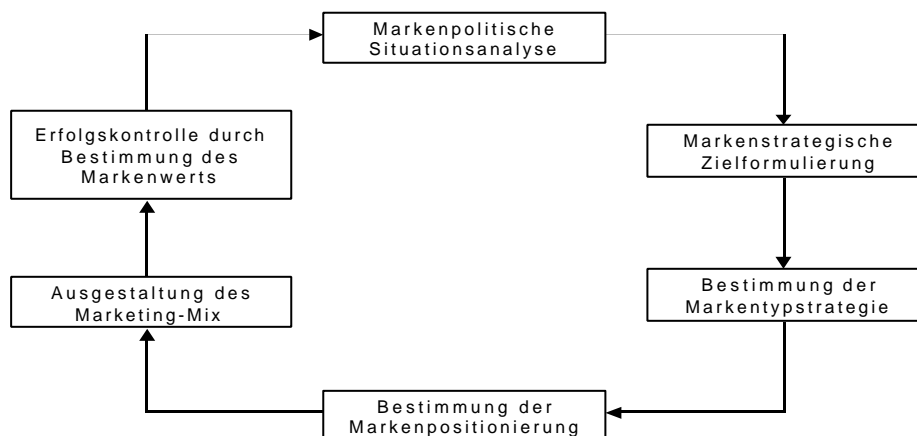 Markenpolitische
Situationsanalyse
Markenstrategische
Zielformulierung
Bestimmung der
Markentypstrategie
Bestimmung der
Markenpositionierung
Ausgestaltung des
Marketing-Mix
Erfolgskontrolle durch
Bestimmung des
Markenwerts